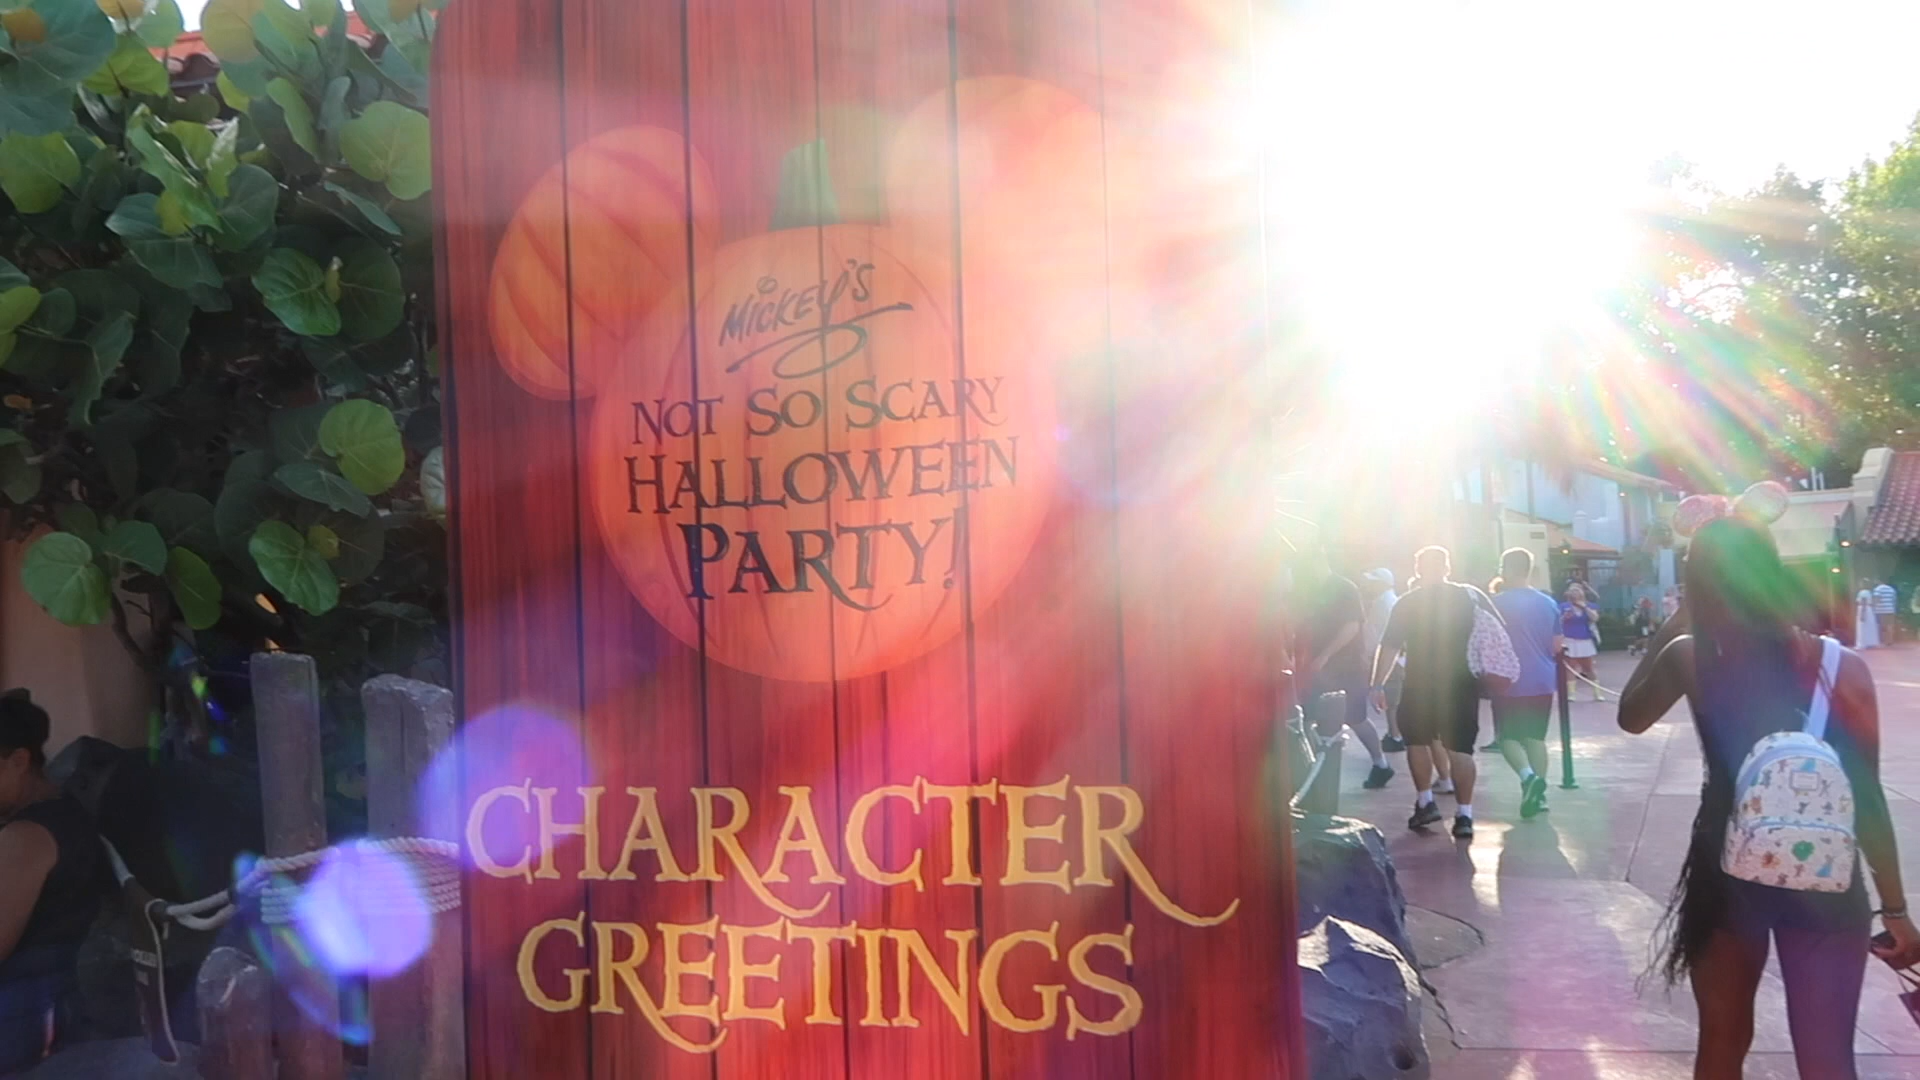 MICKEY'S
NOT SO SCARY
HALLOWEEN
PARTY!
CHARACTER
GREETINGS